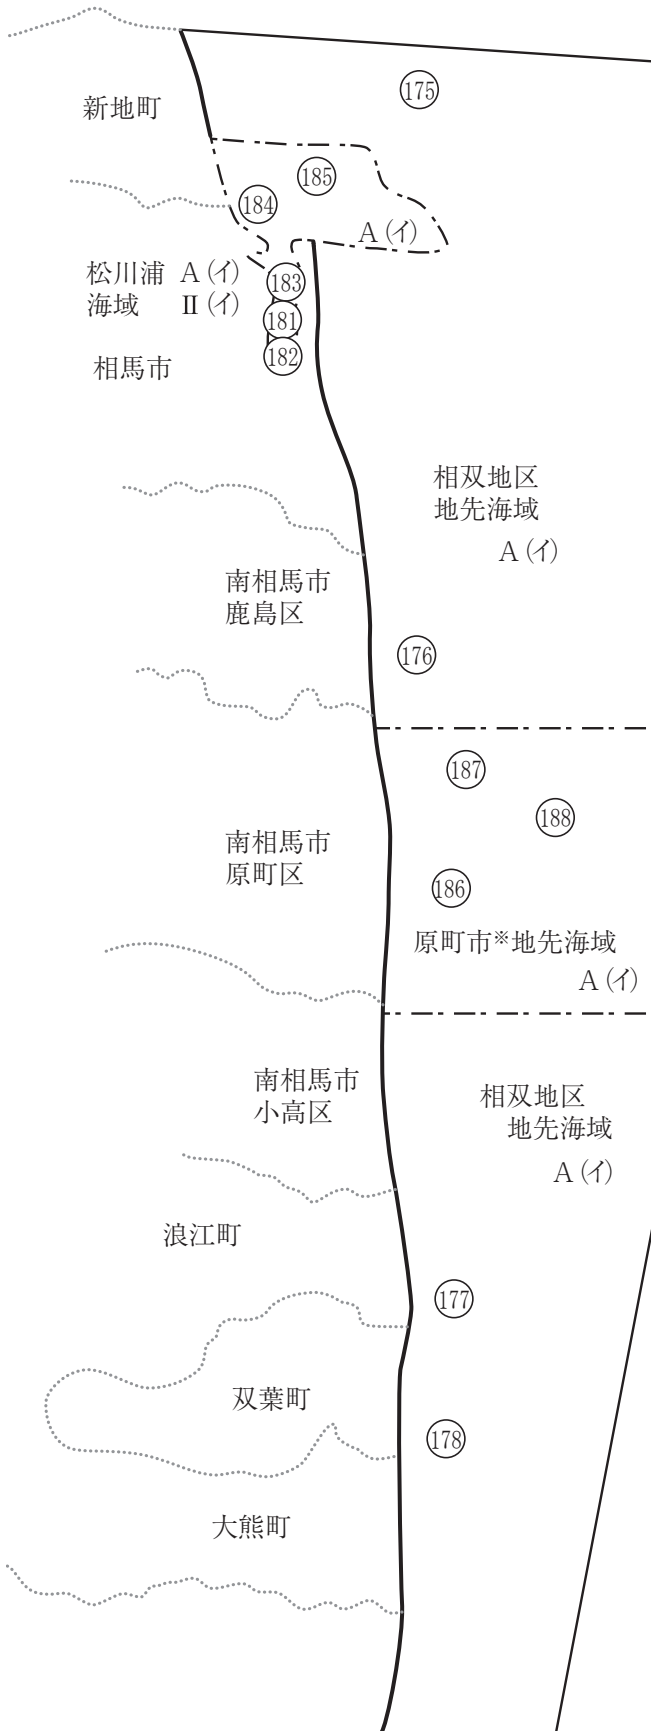 175
新地町
185
184
A (イ)
松川浦 A (イ)
海域 II (イ)
183
181
182
相馬市
相双地区
地先海域
A (イ)
南相馬市
鹿島区
176
187
188
南相馬市
原町区
186
原町市※地先海域
A (イ)
南相馬市
小高区
相双地区
地先海域
A (イ)
浪江町
177
双葉町
178
大熊町